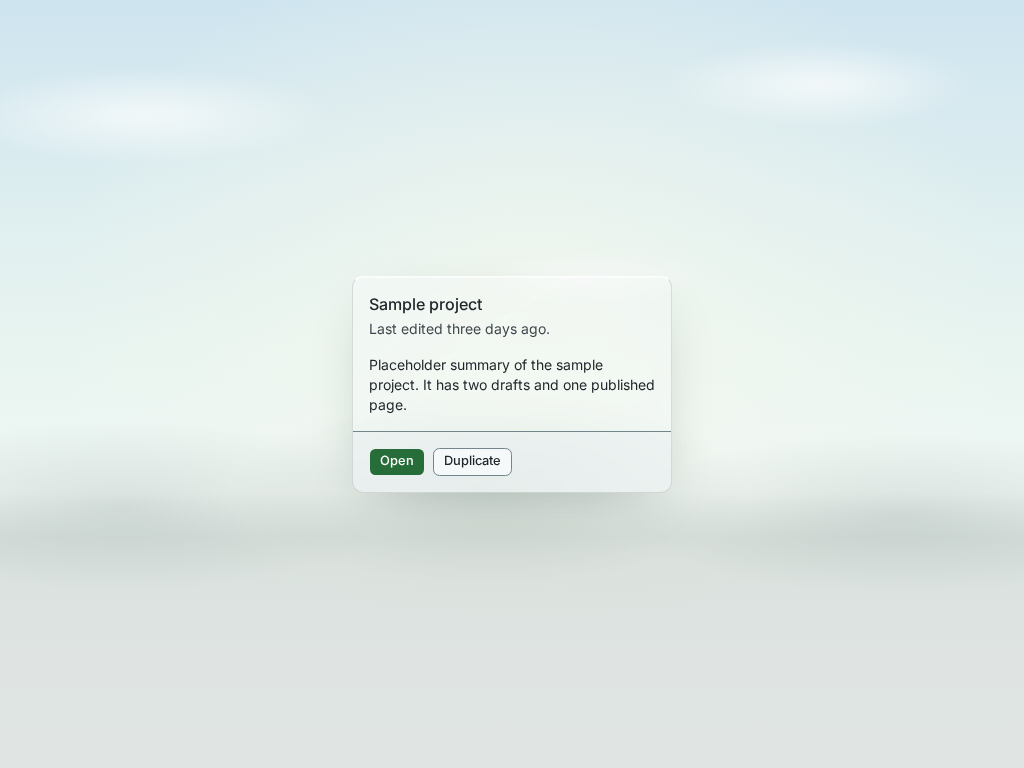 Sample project
Last edited three days ago.
Placeholder summary of the sample
project. It has two drafts and one published
page.
Open
Duplicate